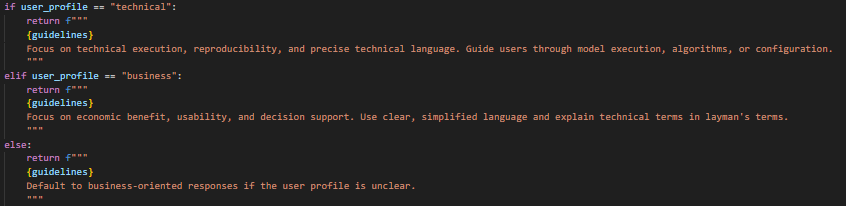 if user_profile == "technical":
    return f"""
    {guidelines}
    Focus on technical execution, reproducibility, and precise technical language. Guide users through model execution, algorithms, or configuration.
    """
elif user_profile == "business":
    return f"""
    {guidelines}
    Focus on economic benefit, usability, and decision support. Use clear, simplified language and explain technical terms in layman's terms.
    """
else:
    return f"""
    {guidelines}
    Default to business-oriented responses if the user profile is unclear.
    """